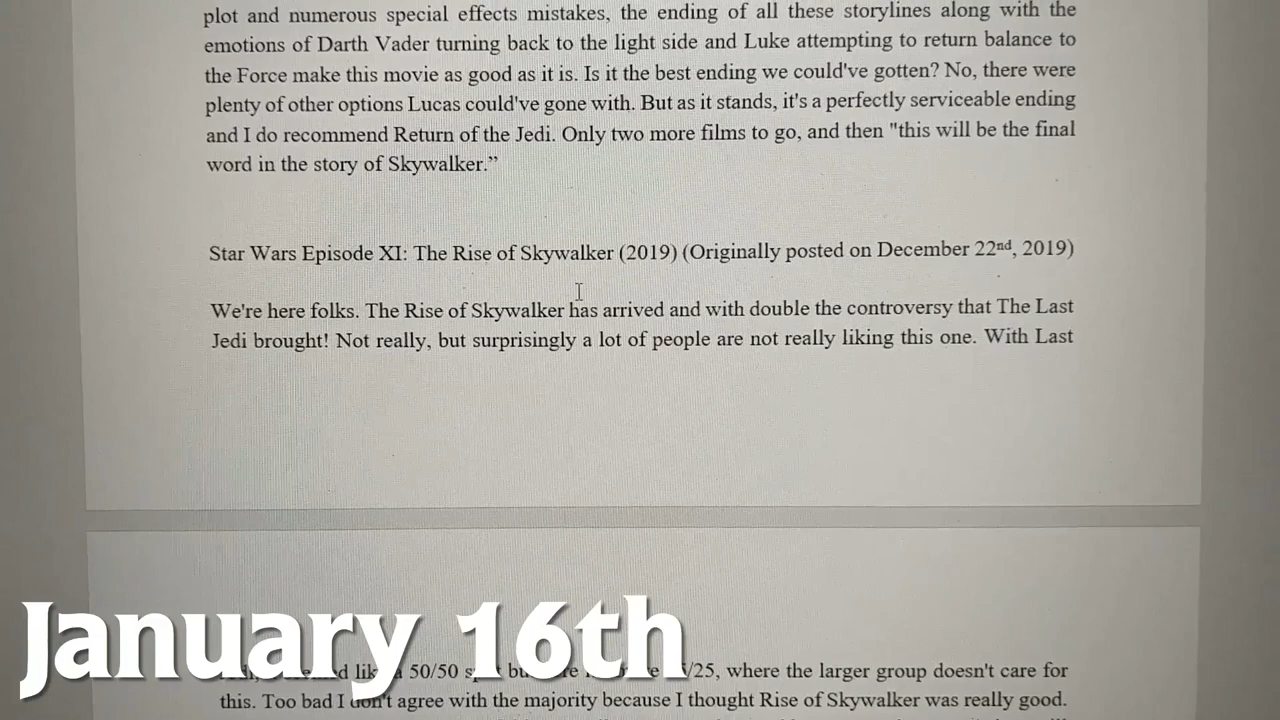 plot and numerous special effects mistakes, the ending of all these storylines along with the
emotions of Darth Vader turning back to the light side and Luke attempting to return balance to
the Force make this movie as good as it is. Is it the best ending we could've gotten? No, there were
plenty of other options Lucas could've gone with. But as it stands, it's a perfectly serviceable ending
and I do recommend Return of the Jedi. Only two more films to go, and then "this will be the final
word in the story of Skywalker.”
Star Wars Episode XI: The Rise of Skywalker (2019) (Originally posted on December 22nd, 2019)
We're here folks. The Rise of Skywalker has arrived and with double the controversy that The Last
Jedi brought! Not really, but surprisingly a lot of people are not really liking this one. With Last
50/50 /25, where the larger group doesn't care for
this. Too bad I don't agree with the majority because I thought Rise of Skywalker was really good.
January 16th